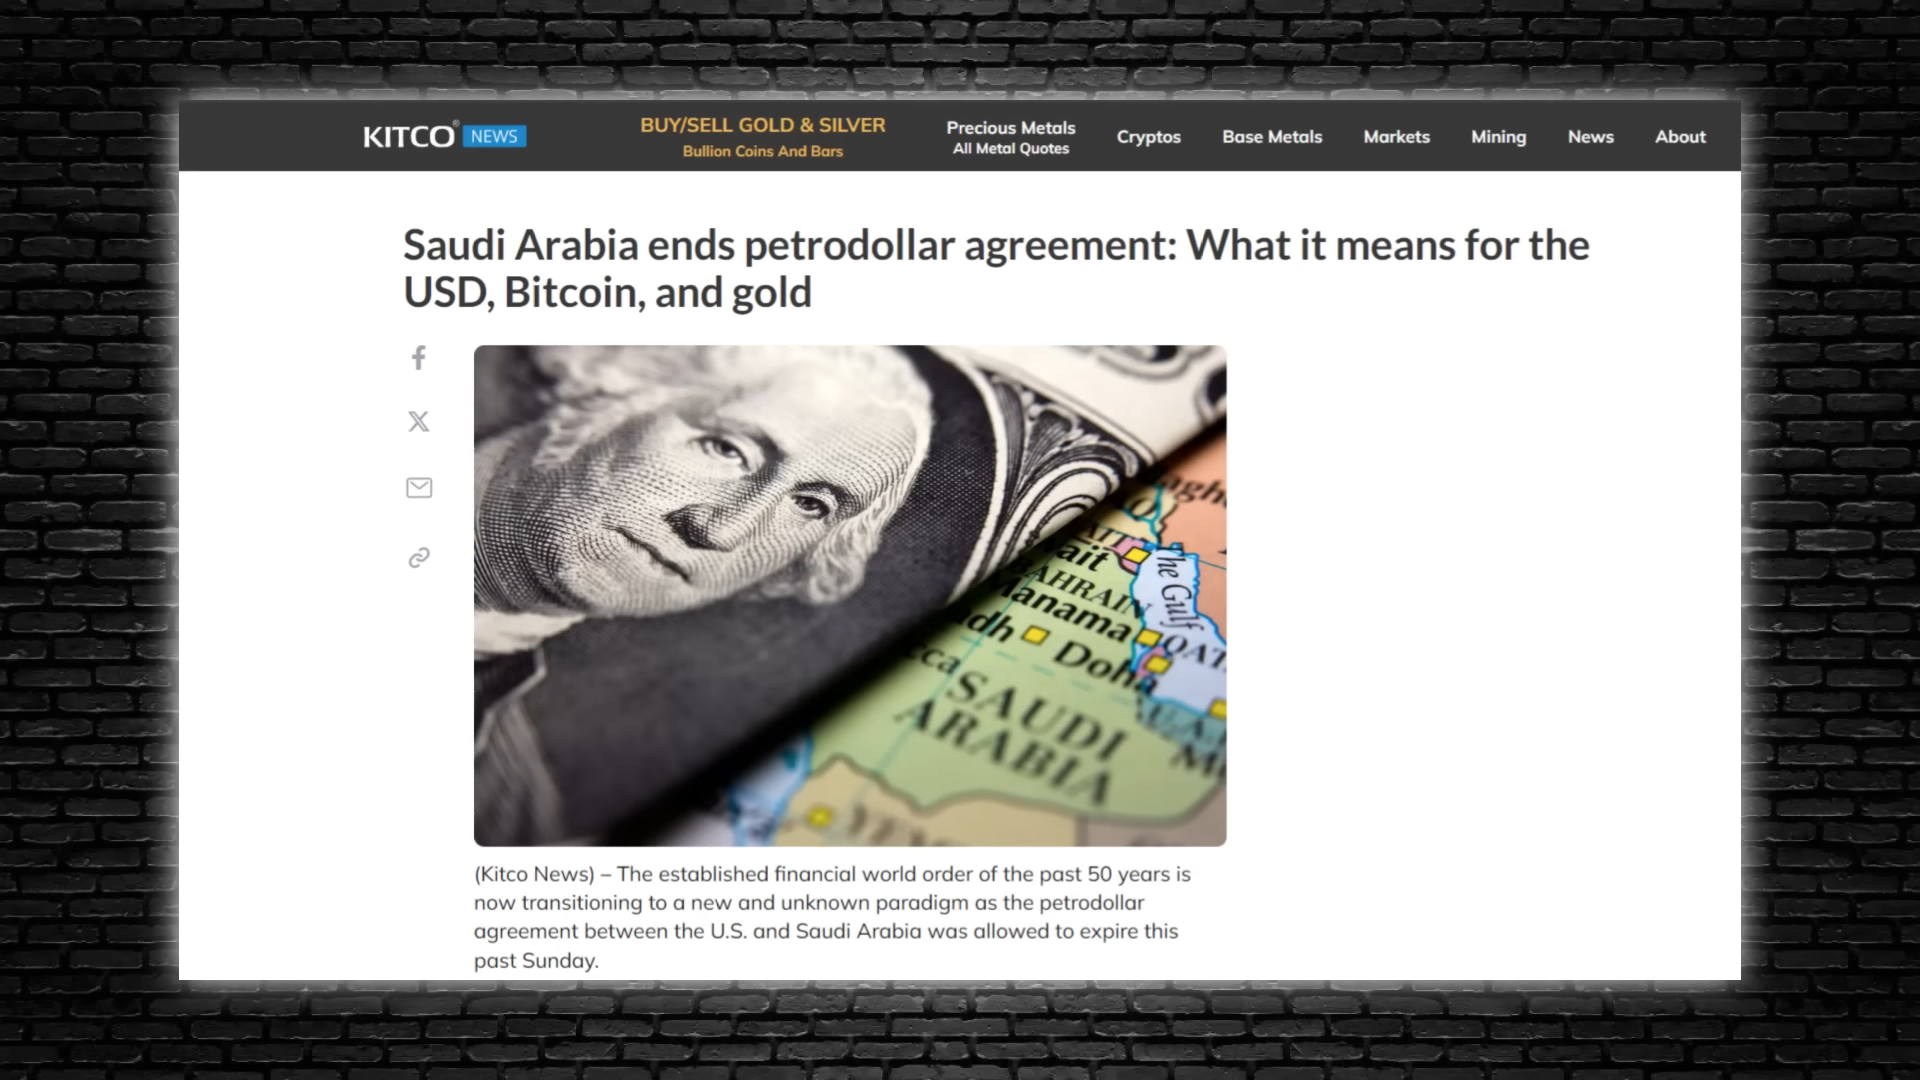 KITCO® NEWS
BUY/SELL GOLD & SILVER
Bullion Coins And Bars
Precious Metals
All Metal Quotes
Cryptos
Base Metals
Markets
Mining
News
About
Saudi Arabia ends petrodollar agreement: What it means for the
USD, Bitcoin, and gold
The Gulf
BAHRAIN
Manama
QAT
Doha
SAUDI
ARABIA
(Kitco News) – The established financial world order of the past 50 years is
now transitioning to a new and unknown paradigm as the petrodollar
agreement between the U.S. and Saudi Arabia was allowed to expire this
past Sunday.